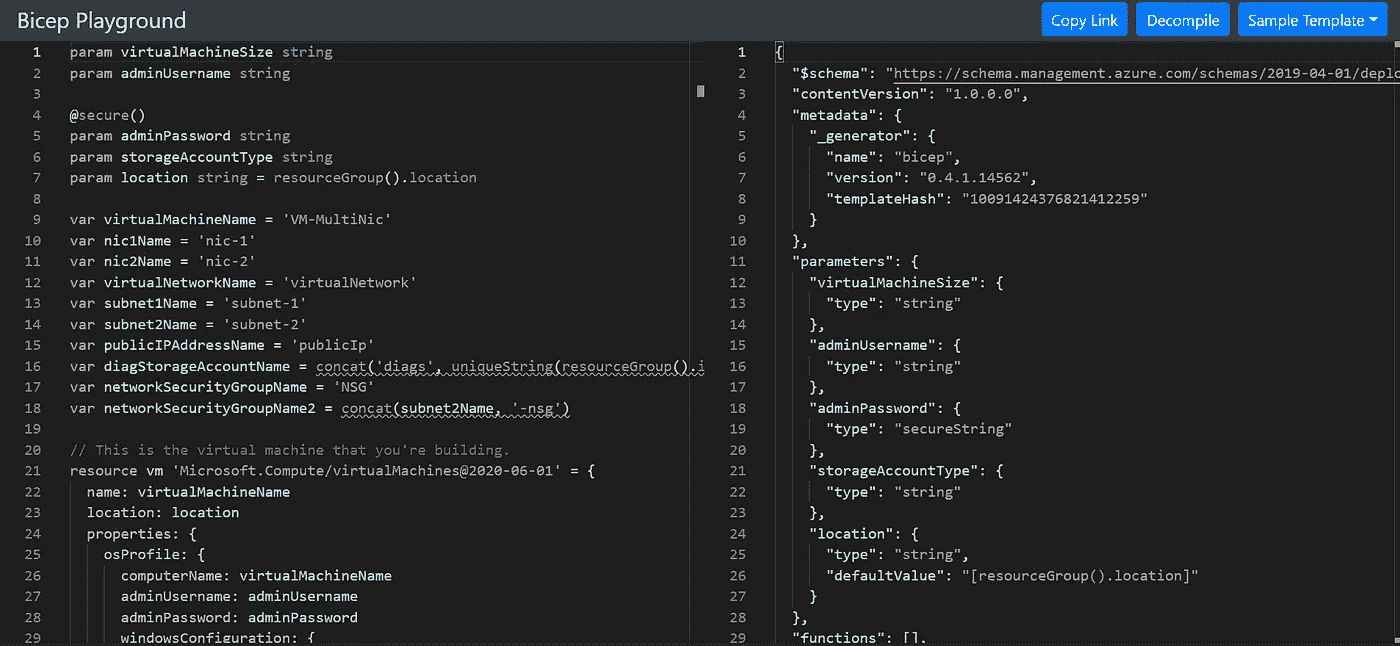 Bicep Playground
Copy Link
Decompile
Sample Template
1 param virtualMachineSize string
2 param adminUsername string
3
4 @secure()
5 param adminPassword string
6 param storageAccountType string
7 param location string = resourceGroup().location
8
9 var virtualMachineName = 'VM-MultiNic'
10 var nic1Name = 'nic-1'
11 var nic2Name = 'nic-2'
12 var virtualNetworkName = 'virtualNetwork'
13 var subnet1Name = 'subnet-1'
14 var subnet2Name = 'subnet-2'
15 var publicIPAddressName = 'publicIp'
16 var diagStorageAccountName = concat('diags', uniqueString(resourceGroup().i
17 var networkSecurityGroupName = 'NSG'
18 var networkSecurityGroupName2 = concat(subnet2Name, '-nsg')
19
20 // This is the virtual machine that you're building.
21 resource vm 'Microsoft.Compute/virtualMachines@2020-06-01' = {
22 name: virtualMachineName
23 location: location
24 properties: {
25 osProfile: {
26 computerName: virtualMachineName
27 adminUsername: adminUsername
28 adminPassword: adminPassword
29 windowsConfiguration: {
1 {
2 "$schema": "https://schema.management.azure.com/schemas/2019-04-01/deplo
3 "contentVersion": "1.0.0.0",
4 "metadata": {
5 "_generator": {
6 "name": "bicep",
7 "version": "0.4.1.14562",
8 "templateHash": "10091424376821412259"
9 }
10 },
11 "parameters": {
12 "virtualMachineSize": {
13 "type": "string"
14 },
15 "adminUsername": {
16 "type": "string"
17 },
18 "adminPassword": {
19 "type": "secureString"
20 },
21 "storageAccountType": {
22 "type": "string"
23 },
24 "location": {
25 "type": "string",
26 "defaultValue": "[resourceGroup().location]"
27 }
28 },
29 "functions": [],